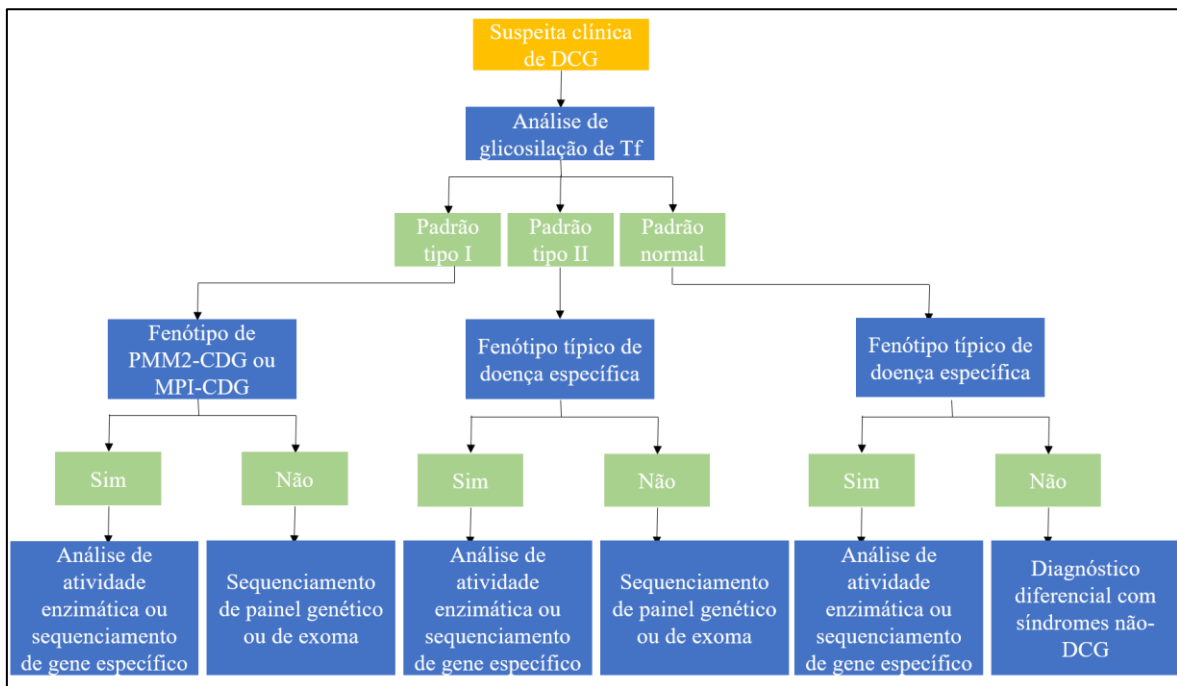 Suspeita clínica
de DCG
Análise de
glicosilação de Tf
Padrão
tipo I
Padrão
tipo II
Padrão
normal
Fenótipo de
PMM2-CDG ou
MPI-CDG
Fenótipo típico de
doença específica
Fenótipo típico de
doença específica
Sim
Não
Sim
Não
Sim
Não
Análise de
atividade
enzimática ou
sequenciamento
de gene específico
Sequenciamento
de painel genético
ou de exoma
Análise de
atividade
enzimática ou
sequenciamento
de gene específico
Sequenciamento
de painel genético
ou de exoma
Análise de
atividade
enzimática ou
sequenciamento
de gene específico
Diagnóstico
diferencial com
síndromes não-
DCG